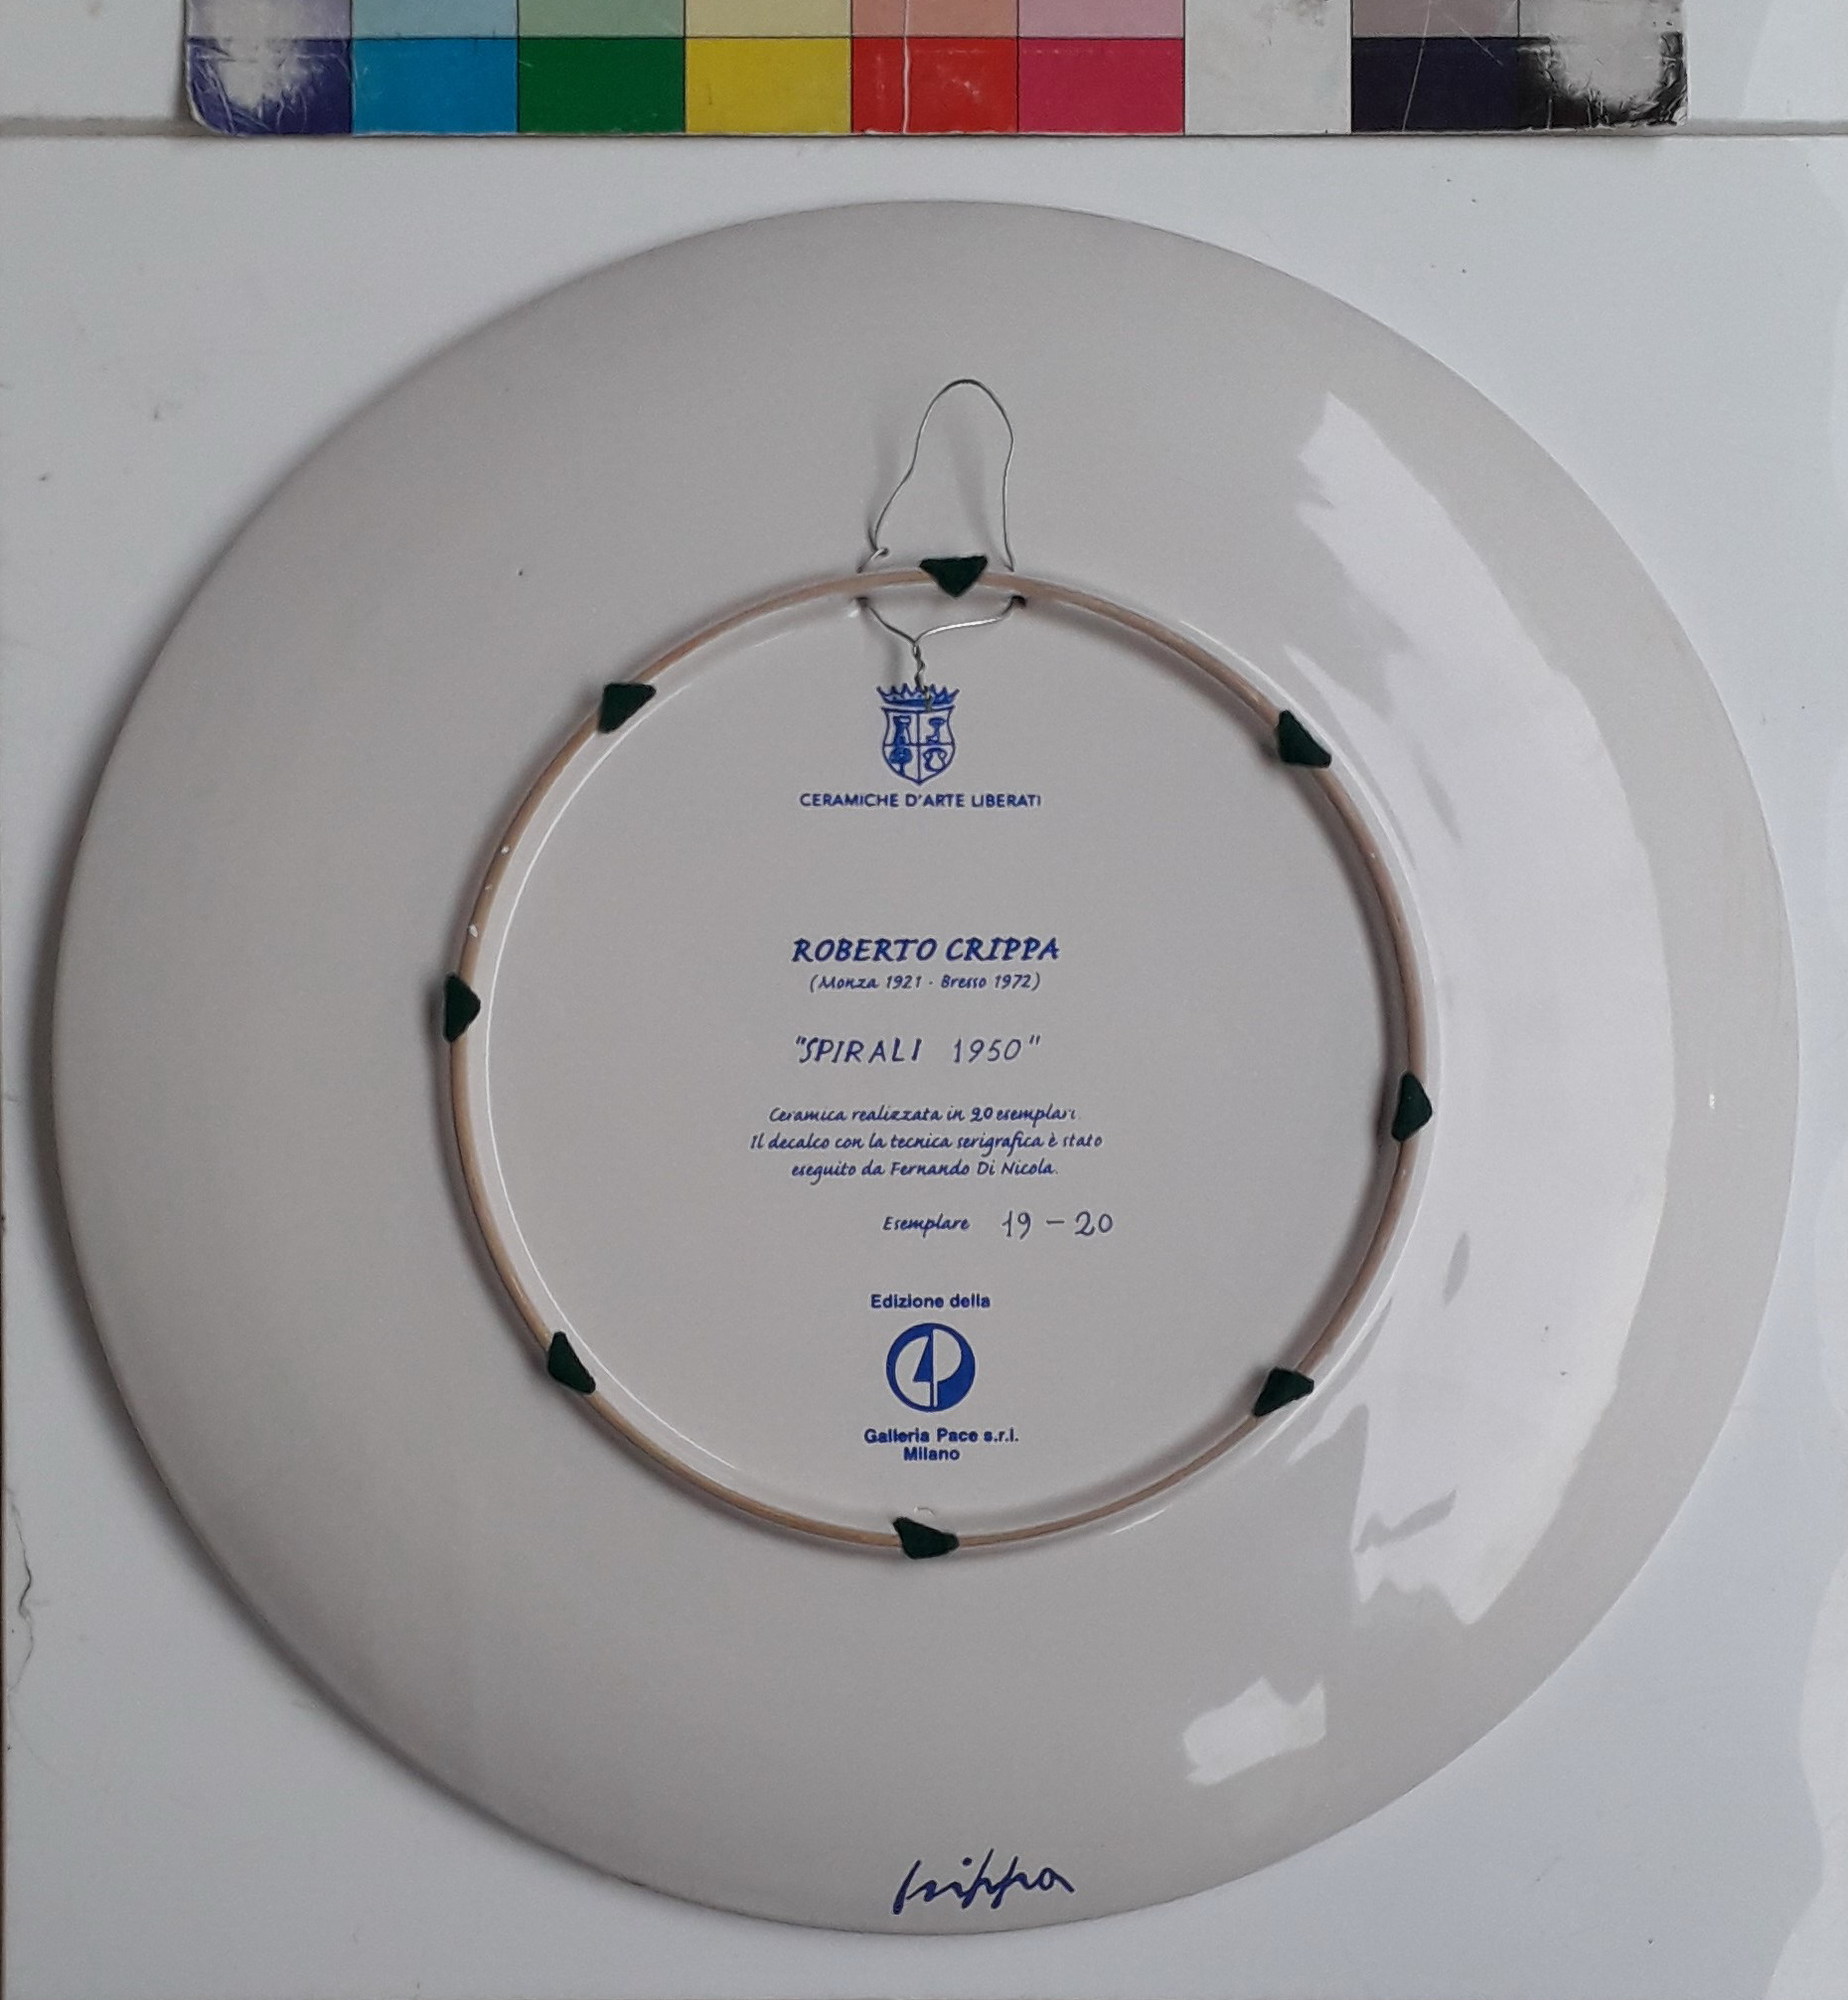 CERAMICHE D'ARTE LIBERATI
ROBERTO CRIPPA
(Monza 1921 - Bresso 1972)
"SPIRALI 1950"
Ceramica realizzata in 20 esemplari.
Il decalco con la tecnica serigrafica è stato
eseguito da Fernando Di Nicola.
Esemplare 19 - 20
Edizione della
Galleria Pace s.r.l.
Milano
Crippa